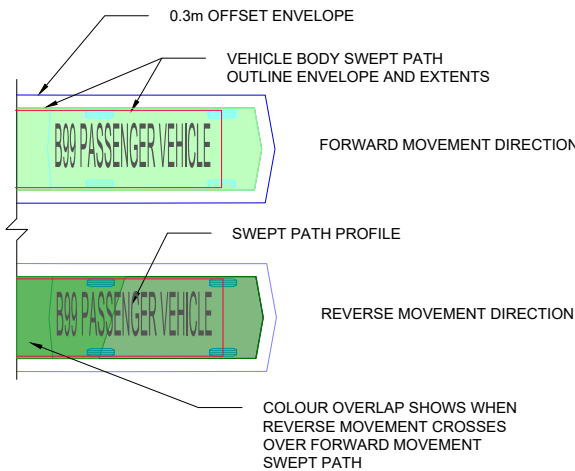 0.3m OFFSET ENVELOPE
VEHICLE BODY SWEPT PATH
OUTLINE ENVELOPE AND EXTENTS
B99 PASSENGER VEHICLE
FORWARD MOVEMENT DIRECTION
SWEPT PATH PROFILE
B99 PASSENGER VEHICLE
REVERSE MOVEMENT DIRECTION
COLOUR OVERLAP SHOWS WHEN
REVERSE MOVEMENT CROSSES
OVER FORWARD MOVEMENT
SWEPT PATH